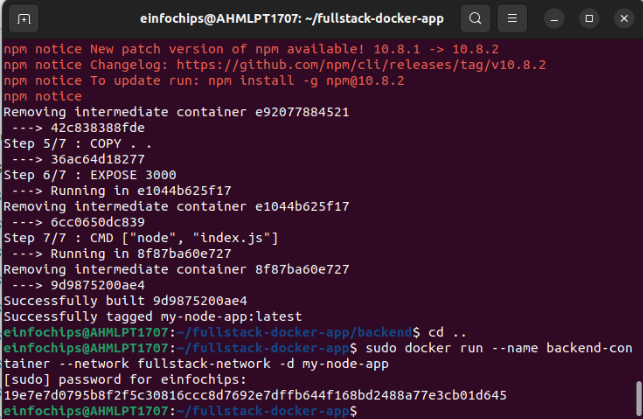 einfochips@AHMLPT1707: ~/fullstack-docker-app
npm notice New patch version of npm available! 10.8.1 -> 10.8.2
npm notice Changelog: https://github.com/npm/cli/releases/tag/v10.8.2
npm notice To update run: npm install -g npm@10.8.2
npm notice
Removing intermediate container e92077884521
 ---> 42c838388fde
Step 5/7 : COPY . .
 ---> 36ac64d18277
Step 6/7 : EXPOSE 3000
 ---> Running in e1044b625f17
Removing intermediate container e1044b625f17
 ---> 6cc0650dc839
Step 7/7 : CMD ["node", "index.js"]
 ---> Running in 8f87ba60e727
Removing intermediate container 8f87ba60e727
 ---> 9d9875200ae4
Successfully built 9d9875200ae4
Successfully tagged my-node-app:latest
einfochips@AHMLPT1707:~/fullstack-docker-app/backend$ cd ..
einfochips@AHMLPT1707:~/fullstack-docker-app$ sudo docker run --name backend-con
tainer --network fullstack-network -d my-node-app
[sudo] password for einfochips:
19e7e7d0795b8f2f5c30816cccd8d7692e7dffb644f168bd2488a77e3cb01d645
einfochips@AHMLPT1707:~/fullstack-docker-app$